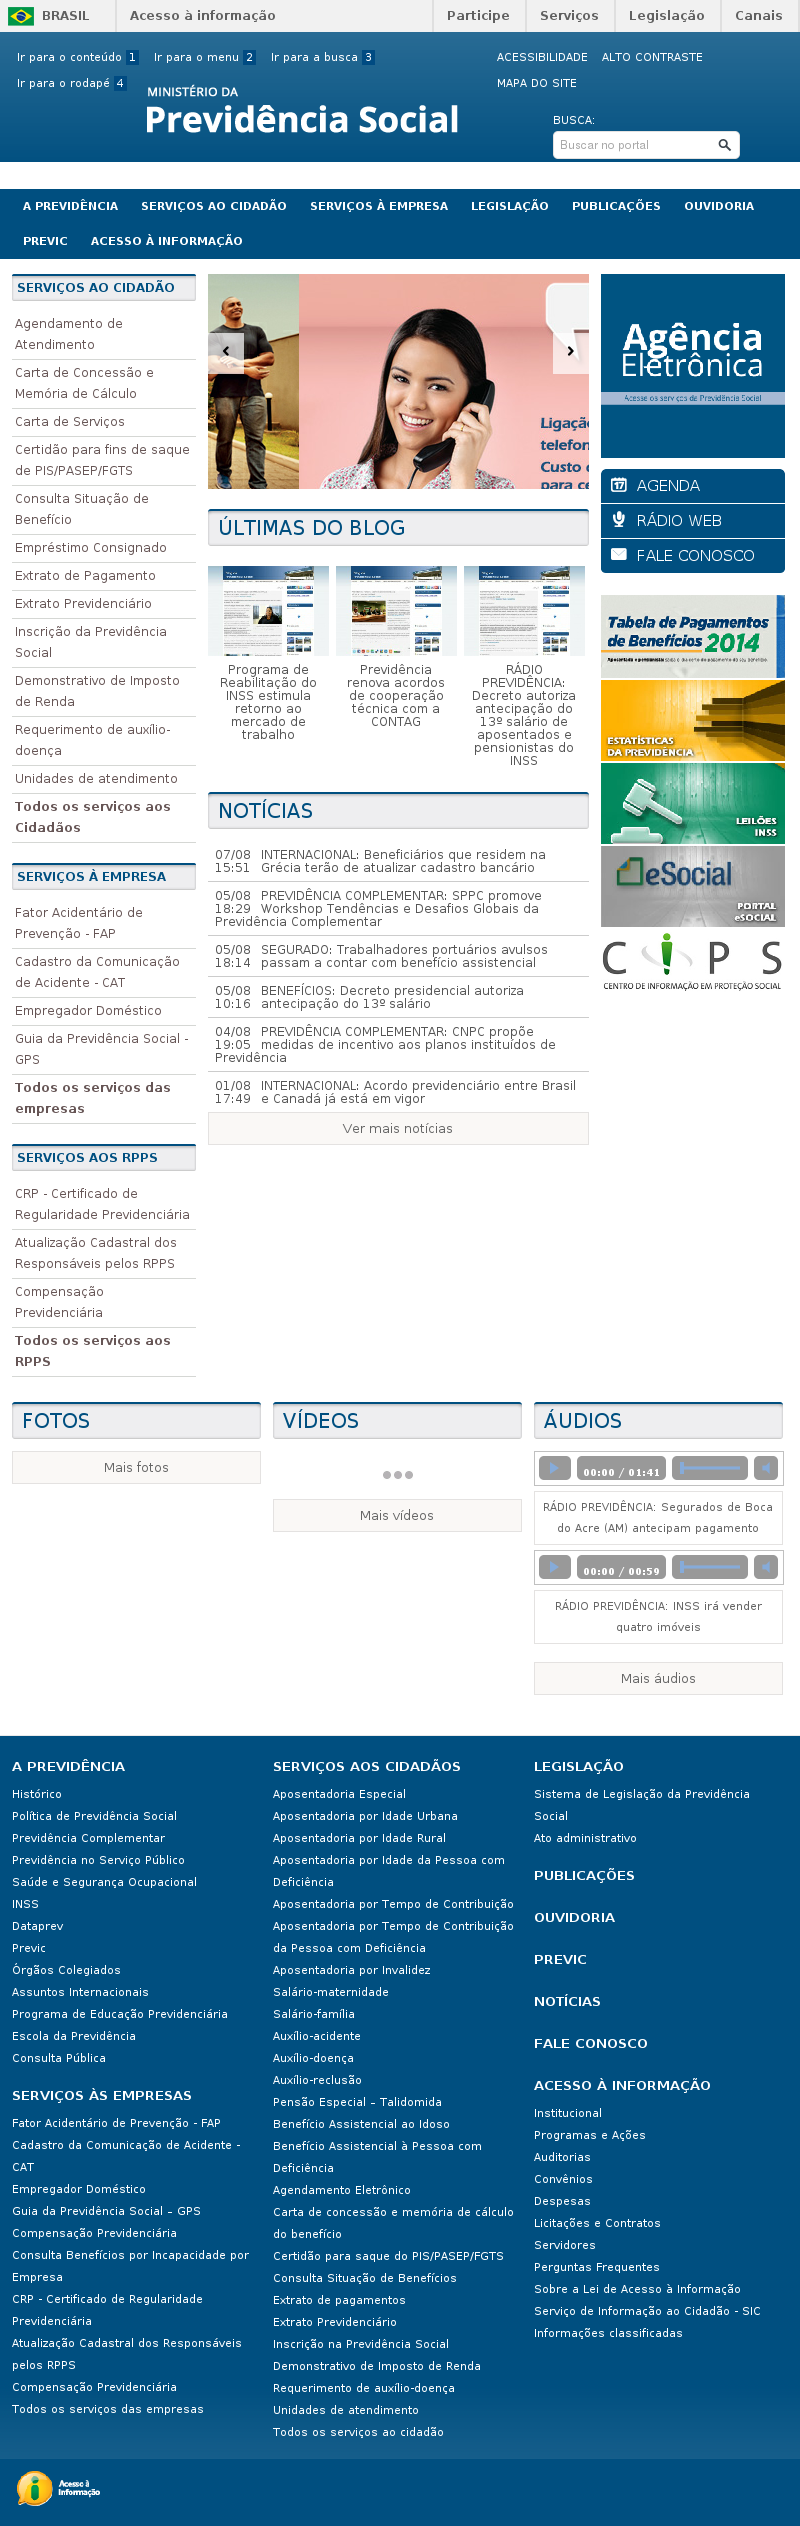 BRASIL
Acesso à informação
Participe
Serviços
Legislação
Canais
Ir para o conteúdo 1 Ir para o menu 2 Ir para a busca 3
Ir para o rodapé 4
ACESSIBILIDADE ALTO CONTRASTE
MAPA DO SITE
MINISTÉRIO DA
Previdência Social
BUSCA:
Buscar no portal
A PREVIDÊNCIA SERVIÇOS AO CIDADÃO SERVIÇOS À EMPRESA LEGISLAÇÃO PUBLICAÇÕES OUVIDORIA
PREVIC ACESSO À INFORMAÇÃO
SERVIÇOS AO CIDADÃO
Agendamento de
Atendimento
Carta de Concessão e
Memória de Cálculo
Carta de Serviços
Certidão para fins de saque
de PIS/PASEP/FGTS
Consulta Situação de
Benefício
Empréstimo Consignado
Extrato de Pagamento
Extrato Previdenciário
Inscrição da Previdência
Social
Demonstrativo de Imposto
de Renda
Requerimento de auxílio-
doença
Unidades de atendimento
Todos os serviços aos
Cidadãos
SERVIÇOS À EMPRESA
Fator Acidentário de
Prevenção - FAP
Cadastro da Comunicação
de Acidente - CAT
Empregador Doméstico
Guia da Previdência Social -
GPS
Todos os serviços das
empresas
SERVIÇOS AOS RPPS
CRP - Certificado de
Regularidade Previdenciária
Atualização Cadastral dos
Responsáveis pelos RPPS
Compensação
Previdenciária
Todos os serviços aos
RPPS
Ligaçã
telefon
Custo d
para ce
ÚLTIMAS DO BLOG
Programa de
Reabilitação do
INSS estimula
retorno ao
mercado de
trabalho
Previdência
renova acordos
de cooperação
técnica com a
CONTAG
RÁDIO
PREVIDÊNCIA:
Decreto autoriza
antecipação do
13º salário de
aposentados e
pensionistas do
INSS
NOTÍCIAS
07/08 INTERNACIONAL: Beneficiários que residem na
15:51 Grécia terão de atualizar cadastro bancário
05/08 PREVIDÊNCIA COMPLEMENTAR: SPPC promove
18:29 Workshop Tendências e Desafios Globais da
Previdência Complementar
05/08 SEGURADO: Trabalhadores portuários avulsos
18:14 passam a contar com benefício assistencial
05/08 BENEFÍCIOS: Decreto presidencial autoriza
10:16 antecipação do 13º salário
04/08 PREVIDÊNCIA COMPLEMENTAR: CNPC propõe
19:05 medidas de incentivo aos planos instituídos de
Previdência
01/08 INTERNACIONAL: Acordo previdenciário entre Brasil
17:49 e Canadá já está em vigor
Ver mais notícias
Agência
Eletrônica
Acesse os serviços da Previdência Social
17 AGENDA
RÁDIO WEB
FALE CONOSCO
Tabela de Pagamentos
de Benefícios 2014
ESTATÍSTICAS
DA PREVIDÊNCIA
LEILÕES
INSS
eSocial
PORTAL
eSOCIAL
CIPS
CENTRO DE INFORMAÇÃO EM PROTEÇÃO SOCIAL
FOTOS
Mais fotos
VÍDEOS
Mais vídeos
ÁUDIOS
00:00 / 01:41
RÁDIO PREVIDÊNCIA: Segurados de Boca
do Acre (AM) antecipam pagamento
00:00 / 00:59
RÁDIO PREVIDÊNCIA: INSS irá vender
quatro imóveis
Mais áudios
A PREVIDÊNCIA
Histórico
Política de Previdência Social
Previdência Complementar
Previdência no Serviço Público
Saúde e Segurança Ocupacional
INSS
Dataprev
Previc
Órgãos Colegiados
Assuntos Internacionais
Programa de Educação Previdenciária
Escola da Previdência
Consulta Pública
SERVIÇOS ÀS EMPRESAS
Fator Acidentário de Prevenção - FAP
Cadastro da Comunicação de Acidente -
CAT
Empregador Doméstico
Guia da Previdência Social – GPS
Compensação Previdenciária
Consulta Benefícios por Incapacidade por
Empresa
CRP - Certificado de Regularidade
Previdenciária
Atualização Cadastral dos Responsáveis
pelos RPPS
Compensação Previdenciária
Todos os serviços das empresas
SERVIÇOS AOS CIDADÃOS
Aposentadoria Especial
Aposentadoria por Idade Urbana
Aposentadoria por Idade Rural
Aposentadoria por Idade da Pessoa com
Deficiência
Aposentadoria por Tempo de Contribuição
Aposentadoria por Tempo de Contribuição
da Pessoa com Deficiência
Aposentadoria por Invalidez
Salário-maternidade
Salário-família
Auxílio-acidente
Auxílio-doença
Auxílio-reclusão
Pensão Especial – Talidomida
Benefício Assistencial ao Idoso
Benefício Assistencial à Pessoa com
Deficiência
Agendamento Eletrônico
Carta de concessão e memória de cálculo
do benefício
Certidão para saque do PIS/PASEP/FGTS
Consulta Situação de Benefícios
Extrato de pagamentos
Extrato Previdenciário
Inscrição na Previdência Social
Demonstrativo de Imposto de Renda
Requerimento de auxílio-doença
Unidades de atendimento
Todos os serviços ao cidadão
LEGISLAÇÃO
Sistema de Legislação da Previdência
Social
Ato administrativo
PUBLICAÇÕES
OUVIDORIA
PREVIC
NOTÍCIAS
FALE CONOSCO
ACESSO À INFORMAÇÃO
Institucional
Programas e Ações
Auditorias
Convênios
Despesas
Licitações e Contratos
Servidores
Perguntas Frequentes
Sobre a Lei de Acesso à Informação
Serviço de Informação ao Cidadão - SIC
Informações classificadas
Acesso à
Informação